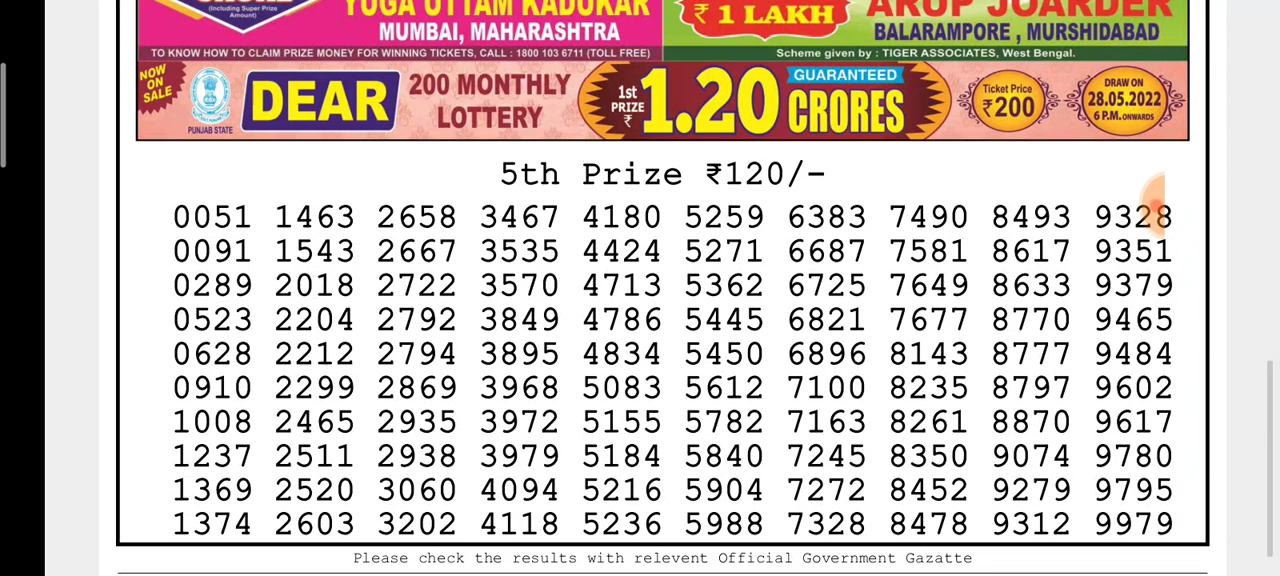 (Including Super Prize
Amount)
YOGA UTTAM KADUKAR
MUMBAI, MAHARASHTRA
₹ 1 LAKH
ARUP JOARDER
BALARAMPORE , MURSHIDABAD
TO KNOW HOW TO CLAIM PRIZE MONEY FOR WINNING TICKETS, CALL : 1800 103 6711 (TOLL FREE)
Scheme given by : TIGER ASSOCIATES, West Bengal.
NOW
ON
SALE
PUNJAB STATE
DEAR
200 MONTHLY
LOTTERY
1st
PRIZE
₹
1.20
GUARANTEED
CRORES
Ticket Price
₹200
DRAW ON
28.05.2022
6 P.M. ONWARDS
5th Prize ₹120/-
0051 1463 2658 3467 4180 5259 6383 7490 8493 9328
0091 1543 2667 3535 4424 5271 6687 7581 8617 9351
0289 2018 2722 3570 4713 5362 6725 7649 8633 9379
0523 2204 2792 3849 4786 5445 6821 7677 8770 9465
0628 2212 2794 3895 4834 5450 6896 8143 8777 9484
0910 2299 2869 3968 5083 5612 7100 8235 8797 9602
1008 2465 2935 3972 5155 5782 7163 8261 8870 9617
1237 2511 2938 3979 5184 5840 7245 8350 9074 9780
1369 2520 3060 4094 5216 5904 7272 8452 9279 9795
1374 2603 3202 4118 5236 5988 7328 8478 9312 9979
Please check the results with relevent Official Government Gazatte